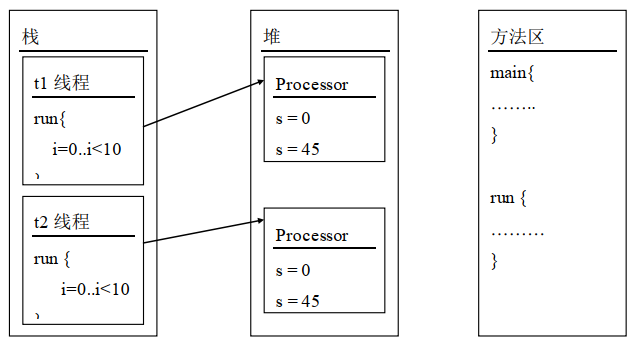 栈
t1 线程
run{
i=0..i<10
}
t2 线程
run {
i=0..i<10
}
堆
Processor
s = 0
s = 45
Processor
s = 0
s = 45
方法区
main{
……..
}
run {
………
}